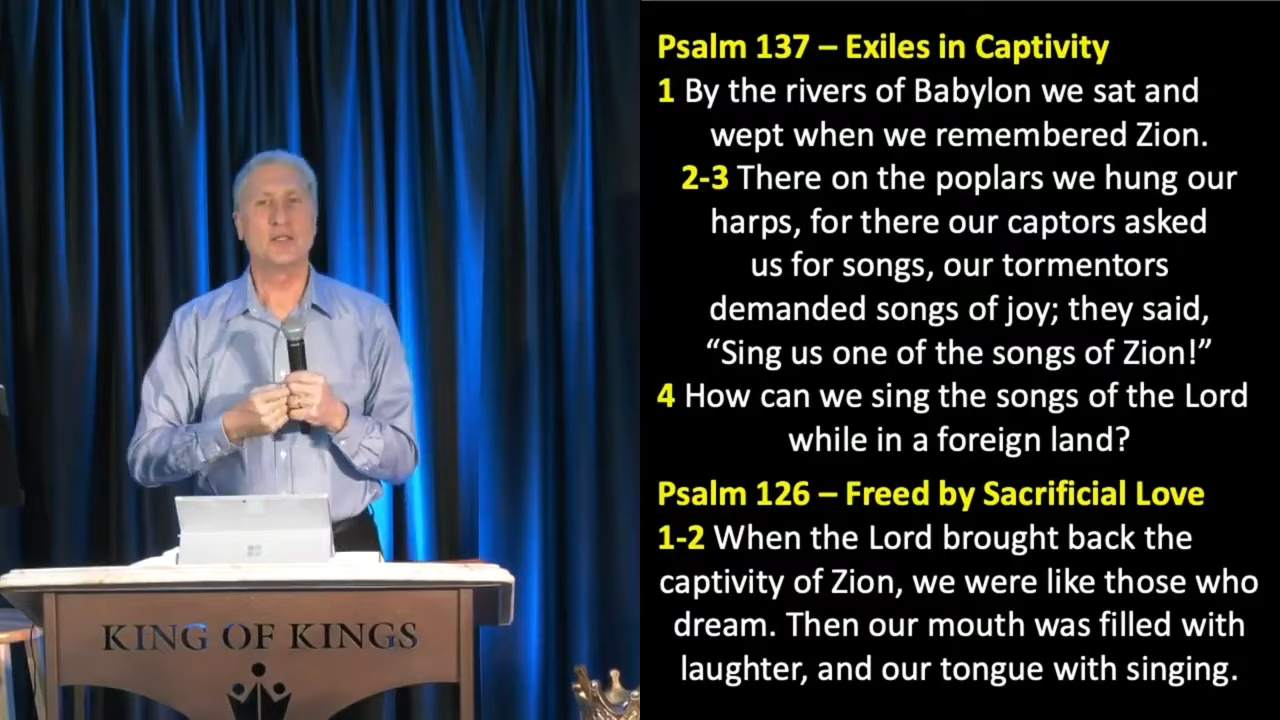 Psalm 137 – Exiles in Captivity
1 By the rivers of Babylon we sat and
wept when we remembered Zion.
2-3 There on the poplars we hung our
harps, for there our captors asked
us for songs, our tormentors
demanded songs of joy; they said,
“Sing us one of the songs of Zion!”
4 How can we sing the songs of the Lord
while in a foreign land?
Psalm 126 – Freed by Sacrificial Love
1-2 When the Lord brought back the
captivity of Zion, we were like those who
dream. Then our mouth was filled with
laughter, and our tongue with singing.
KING OF KINGS